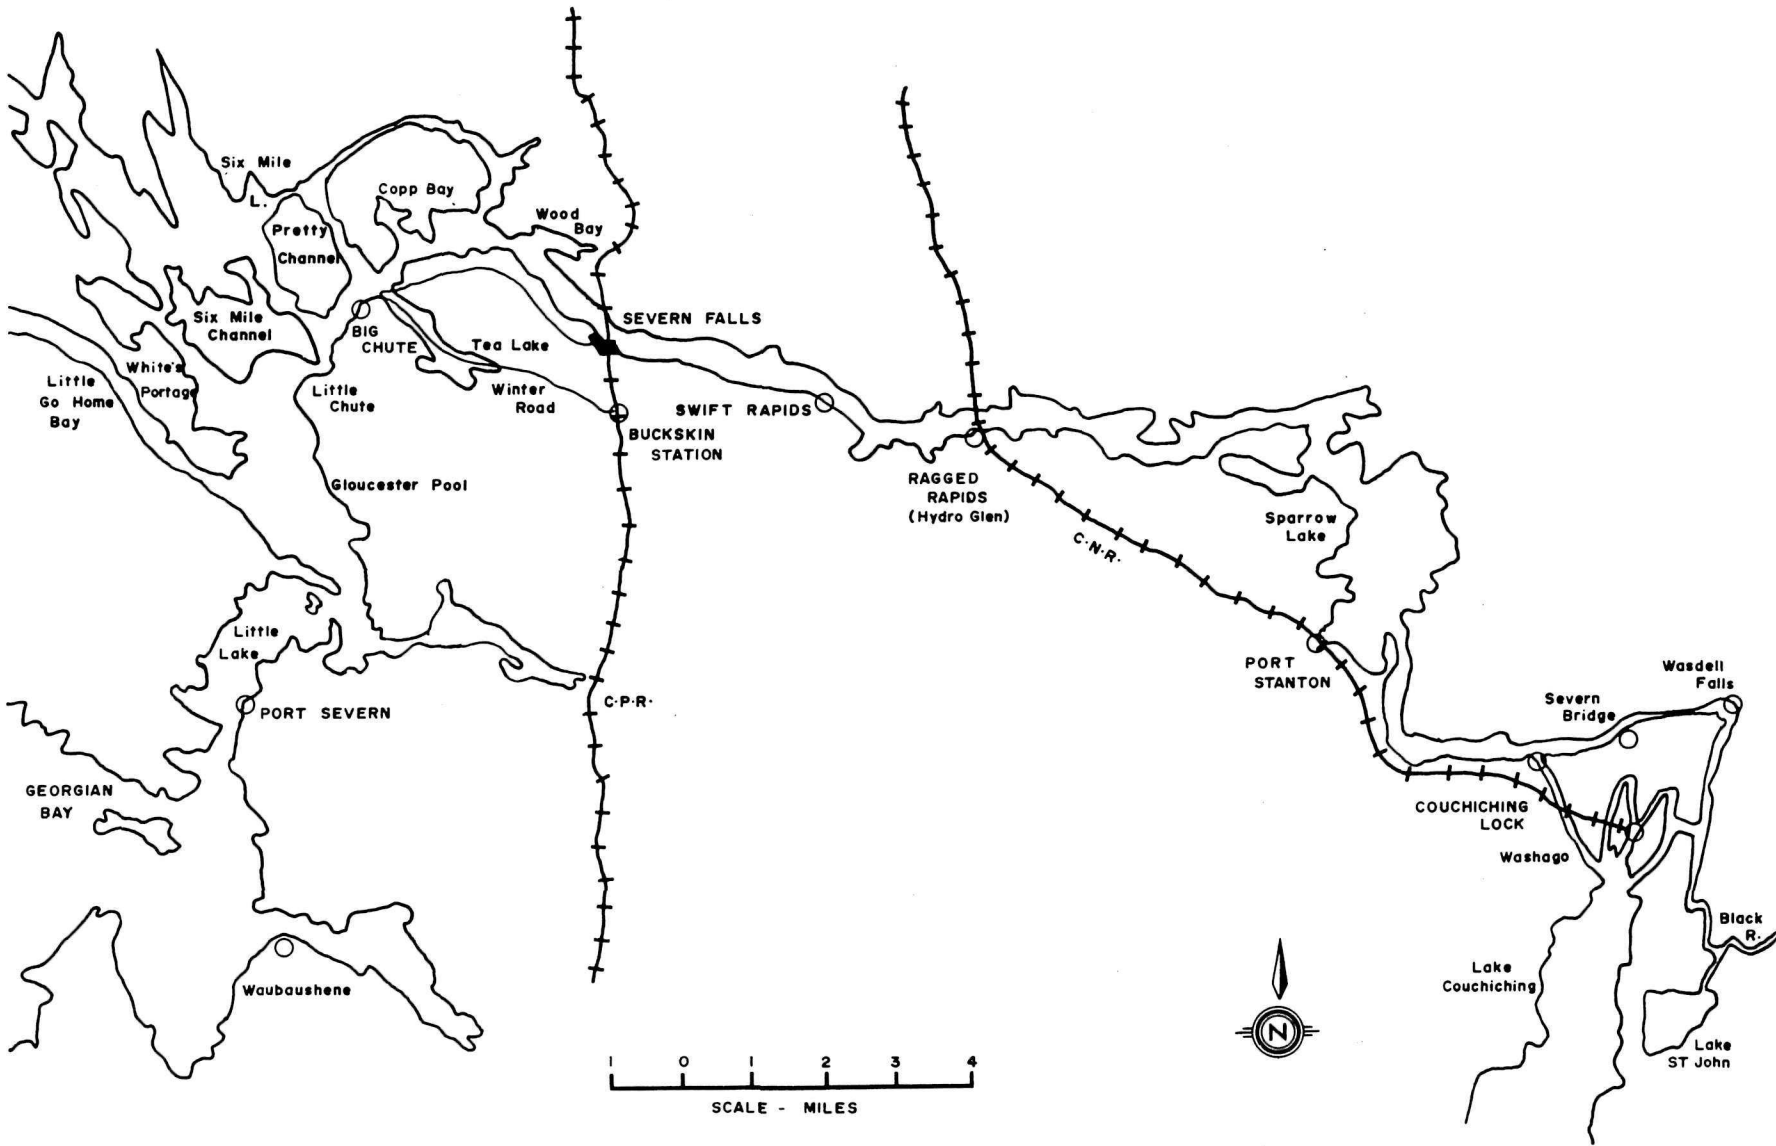 Six Mile
L.
Copp Bay
Wood
Bay
Pretty
Channel
Six Mile
Channel
BIG
CHUTE
SEVERN FALLS
Tea Lake
White's
Portage
Little
Go Home
Bay
Little
Chute
Winter
Road
SWIFT RAPIDS
BUCKSKIN
STATION
Gloucester Pool
RAGGED
RAPIDS
(Hydro Glen)
Sparrow
Lake
C.N.R.
Little
Lake
PORT
STANTON
Wasdell
Falls
Severn
Bridge
C.P.R.
PORT SEVERN
GEORGIAN
BAY
COUCHICHING
LOCK
Washago
Black
R.
Lake
Couchiching
Waubaushene
N
Lake
ST John
1 0 1 2 3 4
SCALE - MILES